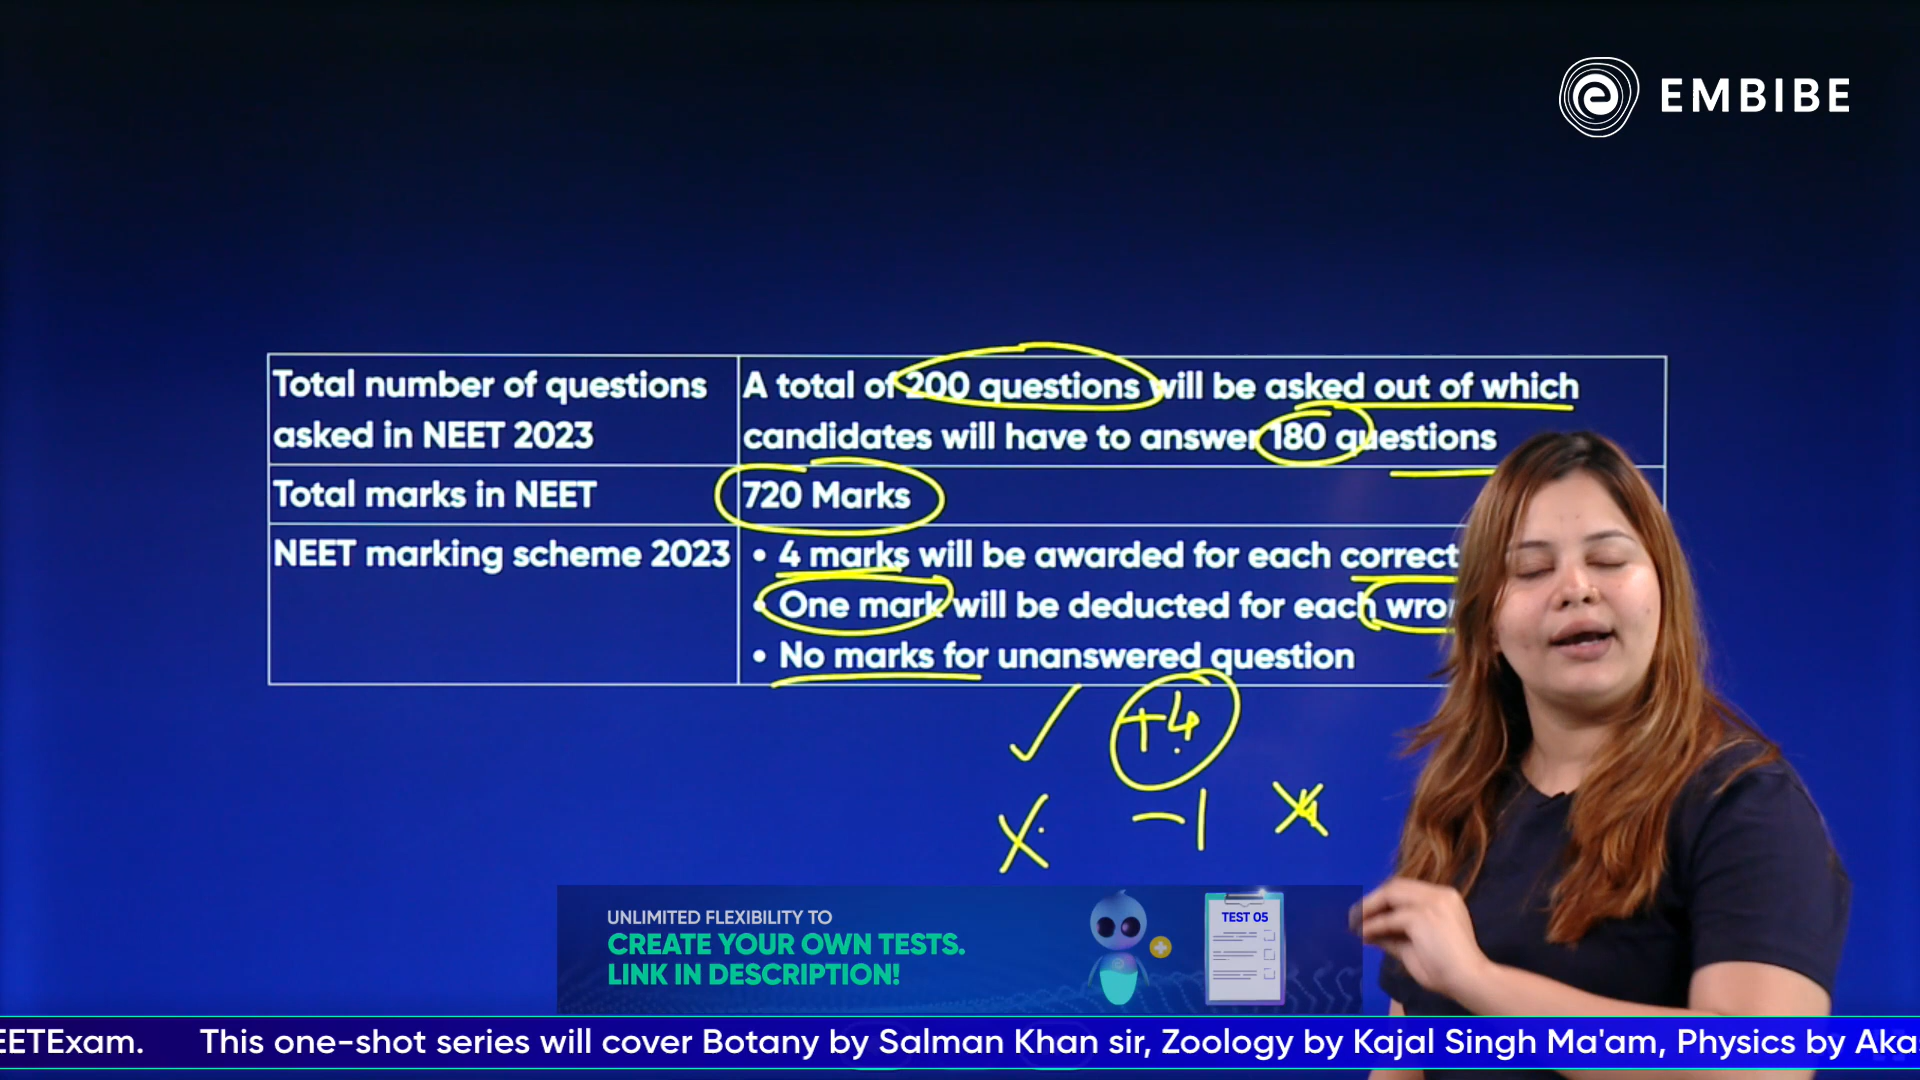 EMBIBE
Total number of questions
asked in NEET 2023
A total of 200 questions will be asked out of which
candidates will have to answer 180 questions
Total marks in NEET
720 Marks
NEET marking scheme 2023
• 4 marks will be awarded for each correct
• One mark will be deducted for each
• No marks for unanswered question
+4
-1
UNLIMITED FLEXIBILITY TO
CREATE YOUR OWN TESTS.
LINK IN DESCRIPTION!
TEST 05
EETExam. This one-shot series will cover Botany by Salman Khan sir, Zoology by Kajal Singh Ma'am, Physics by